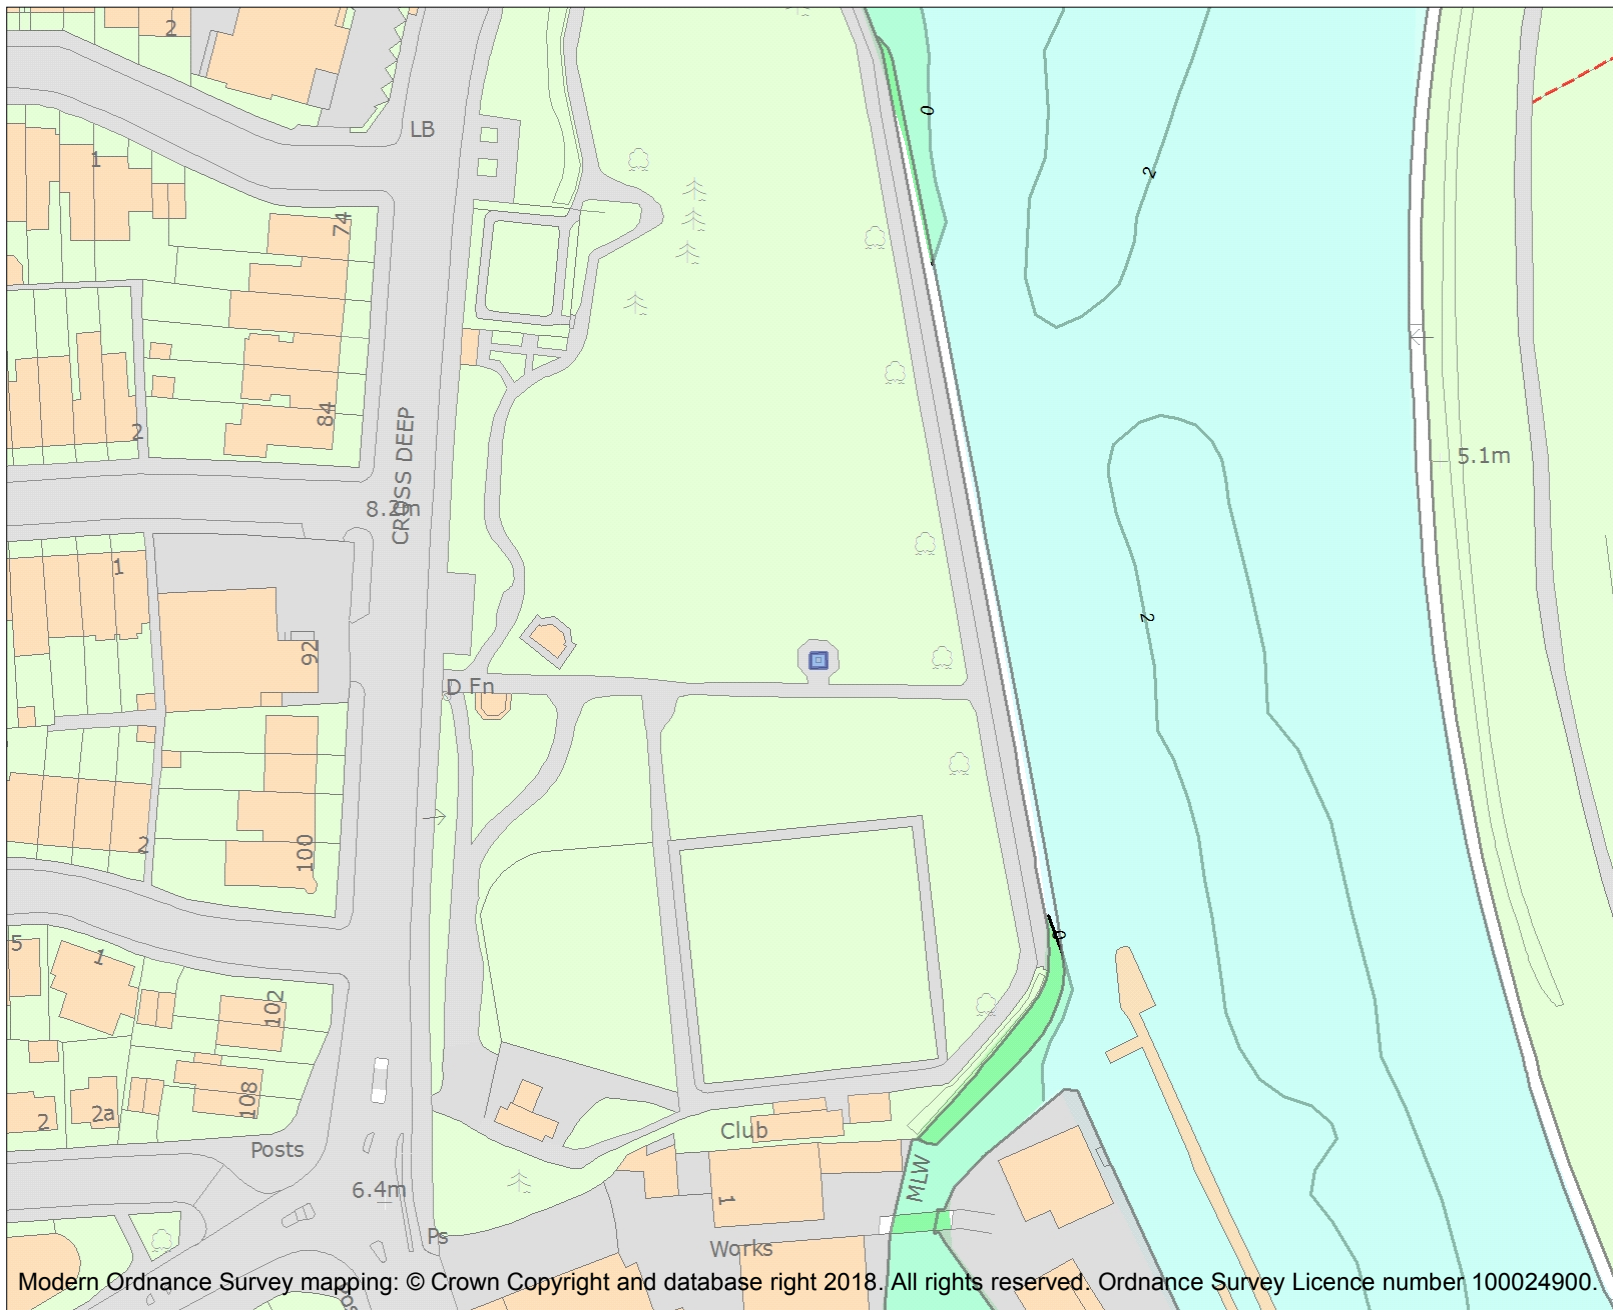 2
LB
1
0
2
74
84
2
CROSS DEEP
8.2m
5.1m
1
2
92
D Fn
2
100
5
1
0
102
108
2
2a
Posts
Club
6.4m
MLW
1
Ps
Works
Modern Ordnance Survey mapping: © Crown Copyright and database right 2018. All rights reserved. Ordnance Survey Licence number 100024900.